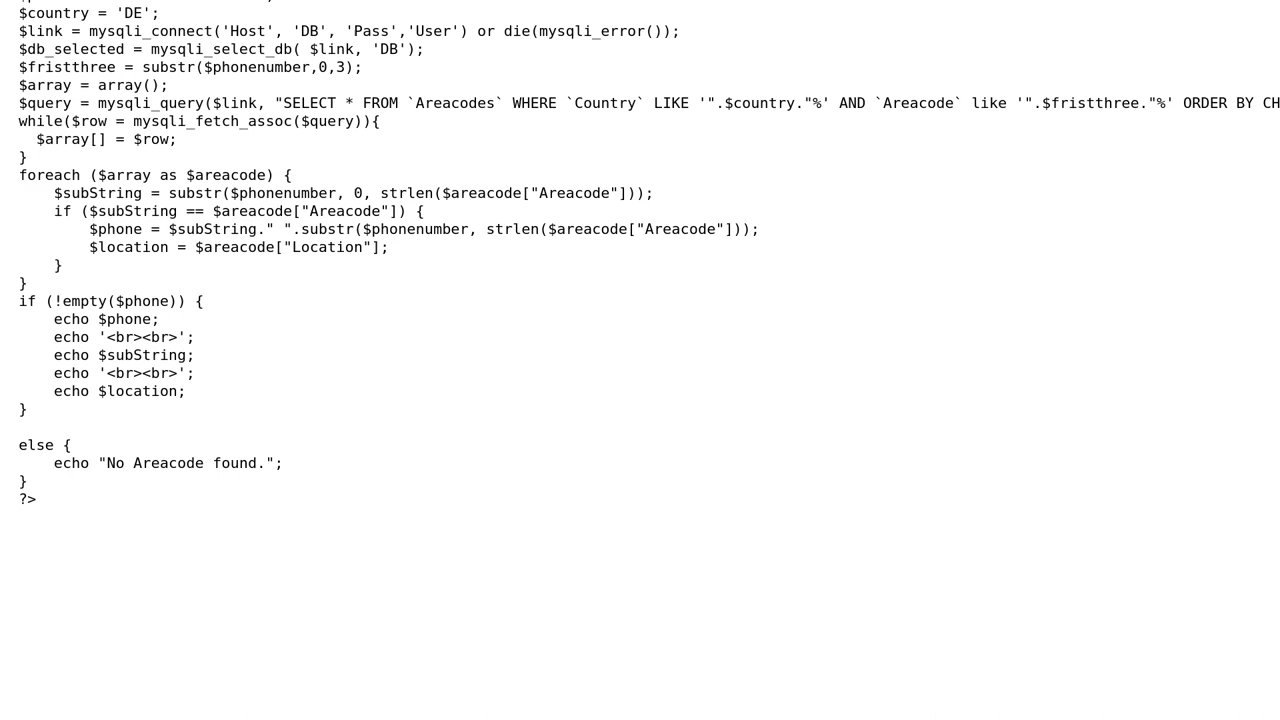 $country = 'DE';
$link = mysqli_connect('Host', 'DB', 'Pass','User') or die(mysqli_error());
$db_selected = mysqli_select_db( $link, 'DB');
$fristthree = substr($phonenumber,0,3);
$array = array();
$query = mysqli_query($link, "SELECT * FROM `Areacodes` WHERE `Country` LIKE '".$country."%' AND `Areacode` like '".$fristthree."%' ORDER BY CH
while($row = mysqli_fetch_assoc($query)){
  $array[] = $row;
}
foreach ($array as $areacode) {
    $subString = substr($phonenumber, 0, strlen($areacode["Areacode"]));
    if ($subString == $areacode["Areacode"]) {
        $phone = $subString." ".substr($phonenumber, strlen($areacode["Areacode"]));
        $location = $areacode["Location"];
    }
}
if (!empty($phone)) {
    echo $phone;
    echo '<br><br>';
    echo $subString;
    echo '<br><br>';
    echo $location;
}

else {
    echo "No Areacode found.";
}
?>